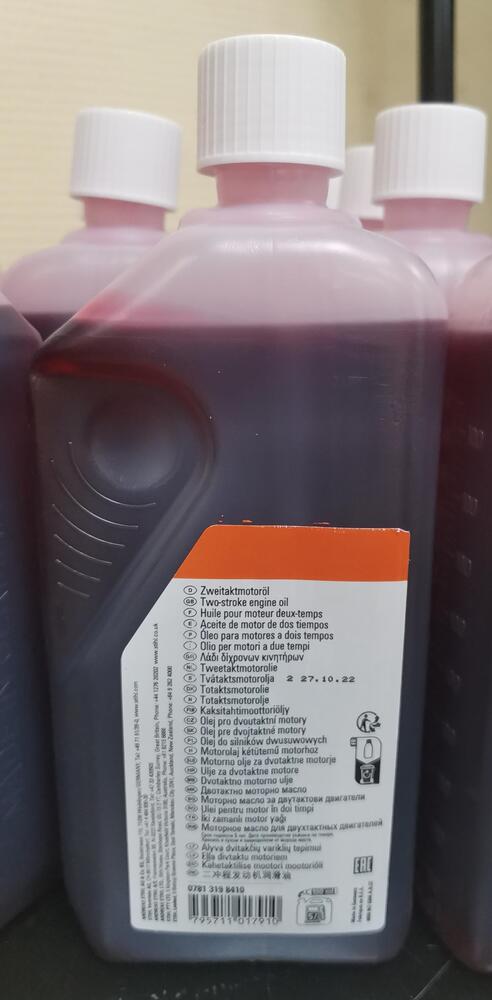 D Zweitaktmotoröl
GB Two-stroke engine oil
F Huile pour moteur deux-temps
E Aceite de motor de dos tiempos
P Óleo para motores a dois tempos
I Olio per motori a due tempi
GR Λάδι δίχρονων κινητήρων
NL Tweetaktmotorolie
S Tvåtaktsmotorolja 2 27.10.22
DK Totaktsmotorolie
N Totaktsmotorolje
FIN Kaksitahtimoottoriöljy
CZ Olej pro dvoutaktní motory
SK Olej pre dvojtaktné motory
PL Olej do silników dwusuwowych
H Motorolaj kétütemű motorhoz
SLO Motorno olje za dvotaktne motorje
HR Ulje za dvotaktne motore
Dvotaktno motorno ulje
MK Двотактно моторно масло
BG Моторно масло за двутактови двигатели
RO Ulei pentru motor în doi timpi
TR İki zamanlı motor yağı
RUS Моторное масло для двухтактных двигателей
LT Alyva dvitakčių variklių tepimui
LV Eļļa divtaktu motoriem
EST Kahetaktilise mootori mootoriõli
二冲程发动机润滑油
0781 319 8410
795711 017910
EAC
Made in Germany